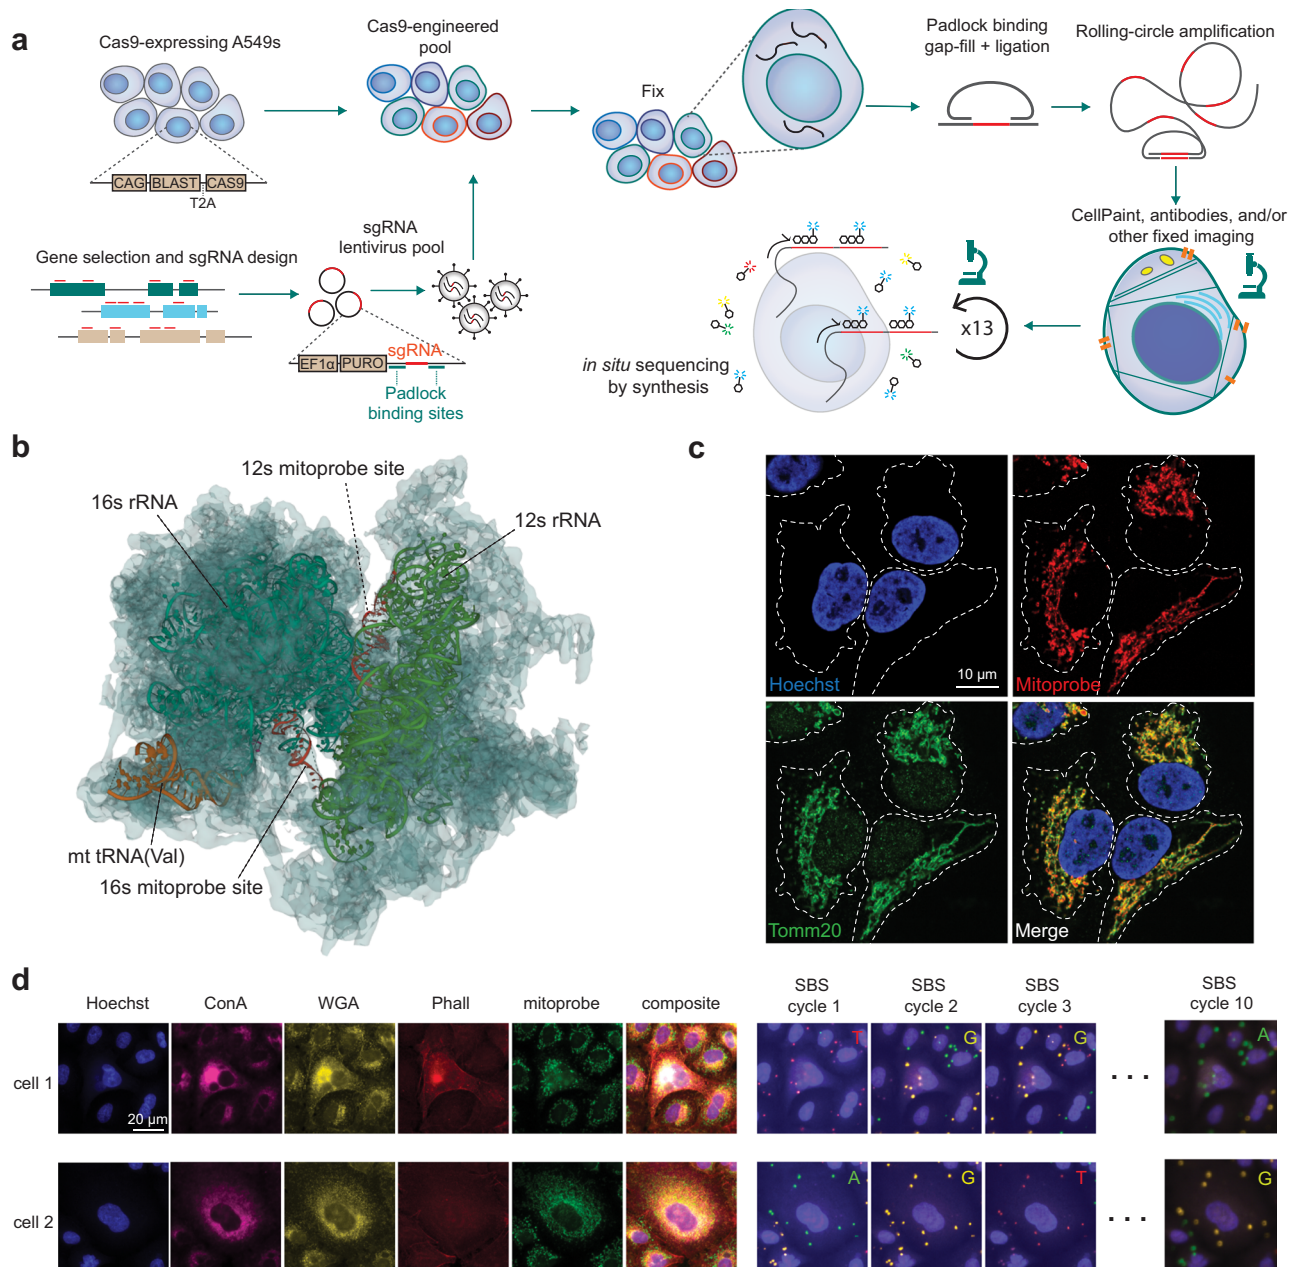 a
Cas9-expressing A549s
Cas9-engineered
pool
Fix
Padlock binding
gap-fill + ligation
Rolling-circle amplification
CAG
BLAST
CAS9
T2A
Gene selection and sgRNA design
sgRNA
lentivirus pool
EF1α
PURO
sgRNA
Padlock
binding sites
CellPaint, antibodies, and/or
other fixed imaging
x13
in situ sequencing
by synthesis
b
12s mitoprobe site
16s rRNA
12s rRNA
mt tRNA(Val)
16s mitoprobe site
c
Hoechst
10 µm
Mitoprobe
Tomm20
Merge
d
Hoechst
ConA
WGA
Phall
mitoprobe
composite
SBS
cycle 1
SBS
cycle 2
SBS
cycle 3
SBS
cycle 10
cell 1
20 µm
T
G
G
. . .
A
cell 2
A
G
T
. . .
G